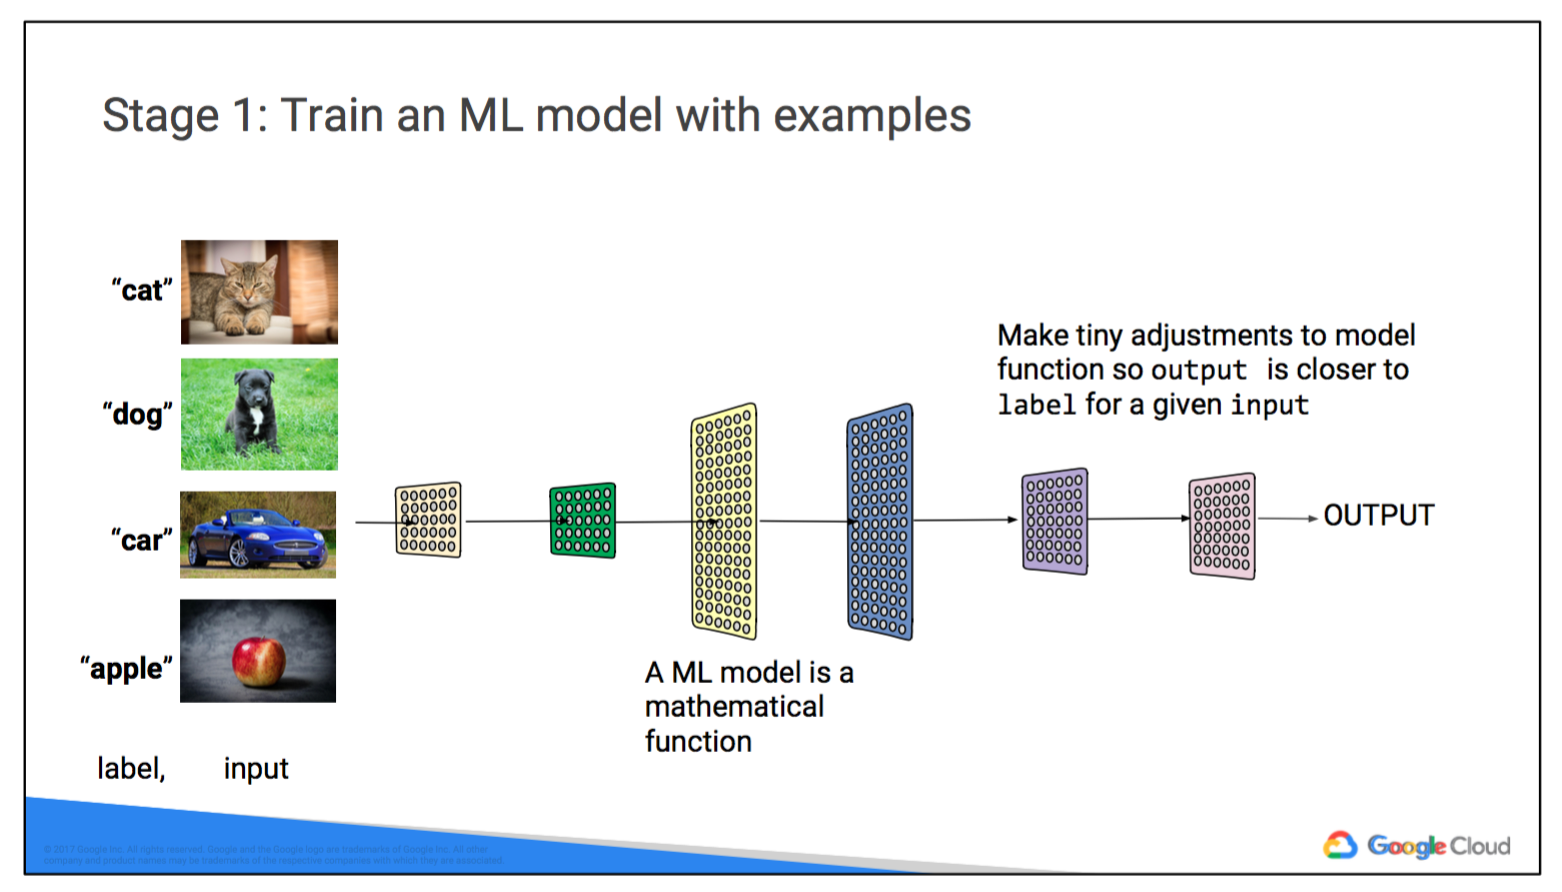 Stage 1: Train an ML model with examples
“cat”
“dog”
“car”
“apple”
label, input
A ML model is a
mathematical
function
Make tiny adjustments to model
function so output is closer to
label for a given input
OUTPUT
© 2017 Google Inc. All rights reserved. Google and the Google logo are trademarks of Google Inc. All other
company and product names may be trademarks of the respective companies with which they are associated.
Google Cloud